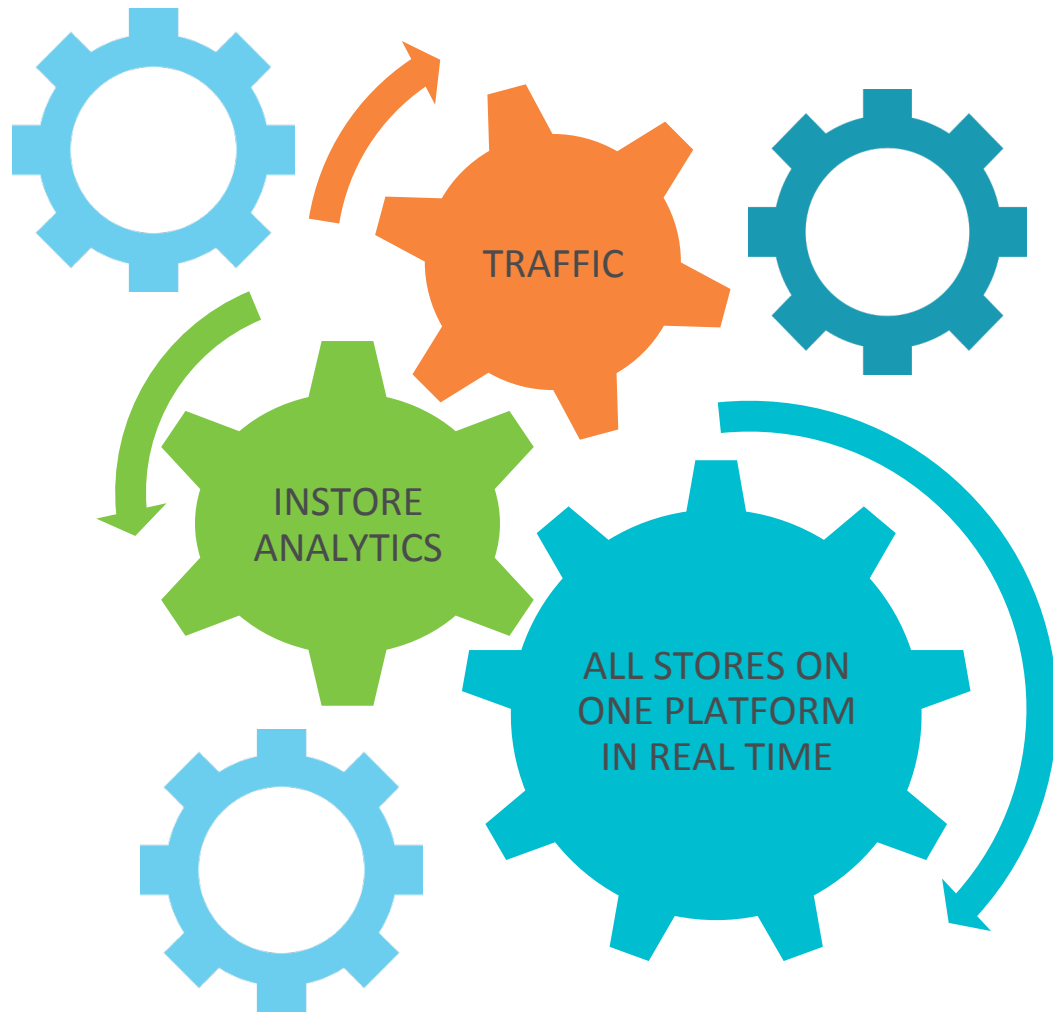 TRAFFIC
INSTORE
ANALYTICS
ALL STORES ON
ONE PLATFORM
IN REAL TIME